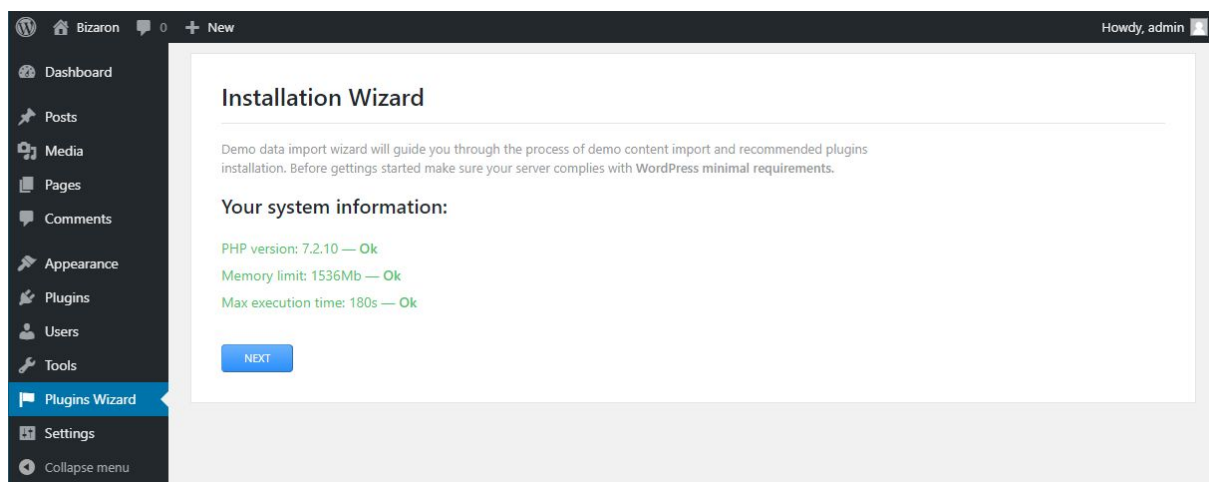 Bizaron 0 New Howdy, admin
Dashboard
Posts
Media
Pages
Comments
Appearance
Plugins
Users
Tools
Plugins Wizard
Settings
Collapse menu
Installation Wizard
Demo data import wizard will guide you through the process of demo content import and recommended plugins
installation. Before gettings started make sure your server complies with WordPress minimal requirements.
Your system information:
PHP version: 7.2.10 — Ok
Memory limit: 1536Mb — Ok
Max execution time: 180s — Ok
NEXT